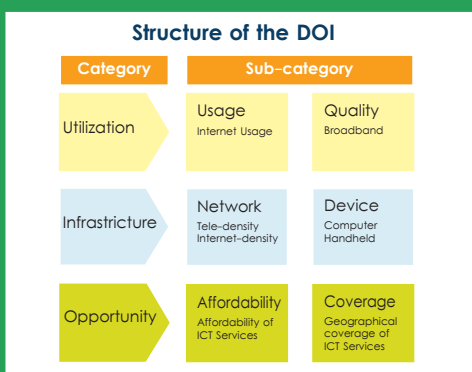 Structure of the DOI
Category
Sub-category
Utilization
Usage
Internet Usage
Quality
Broadband
Infrastricture
Network
Tele-density
Internet-density
Device
Computer
Handheld
Opportunity
Affordability
Affordability of
ICT Services
Coverage
Geographical
coverage of
ICT Services